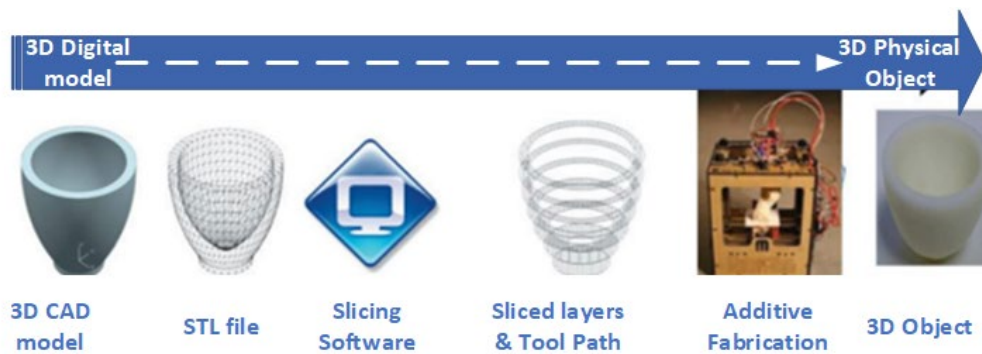 3D Digital
model
3D Physical
Object
3D CAD
model
STL file
Slicing
Software
Sliced layers
& Tool Path
Additive
Fabrication
3D Object